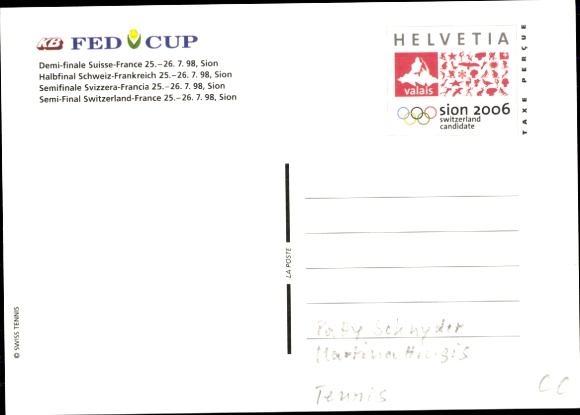 KB FED CUP
Demi-finale Suisse-France 25.–26. 7. 98, Sion
Halbfinal Schweiz-Frankreich 25.–26. 7. 98, Sion
Semifinale Svizzera-Francia 25.–26. 7. 98, Sion
Semi-Final Switzerland-France 25.–26. 7. 98, Sion
HELVETIA
valais
sion 2006
switzerland
candidate
TAXE PERÇUE
LA POSTE
© SWISS TENNIS
Patty Schnyder
Martina Hingis
Tennis
CC